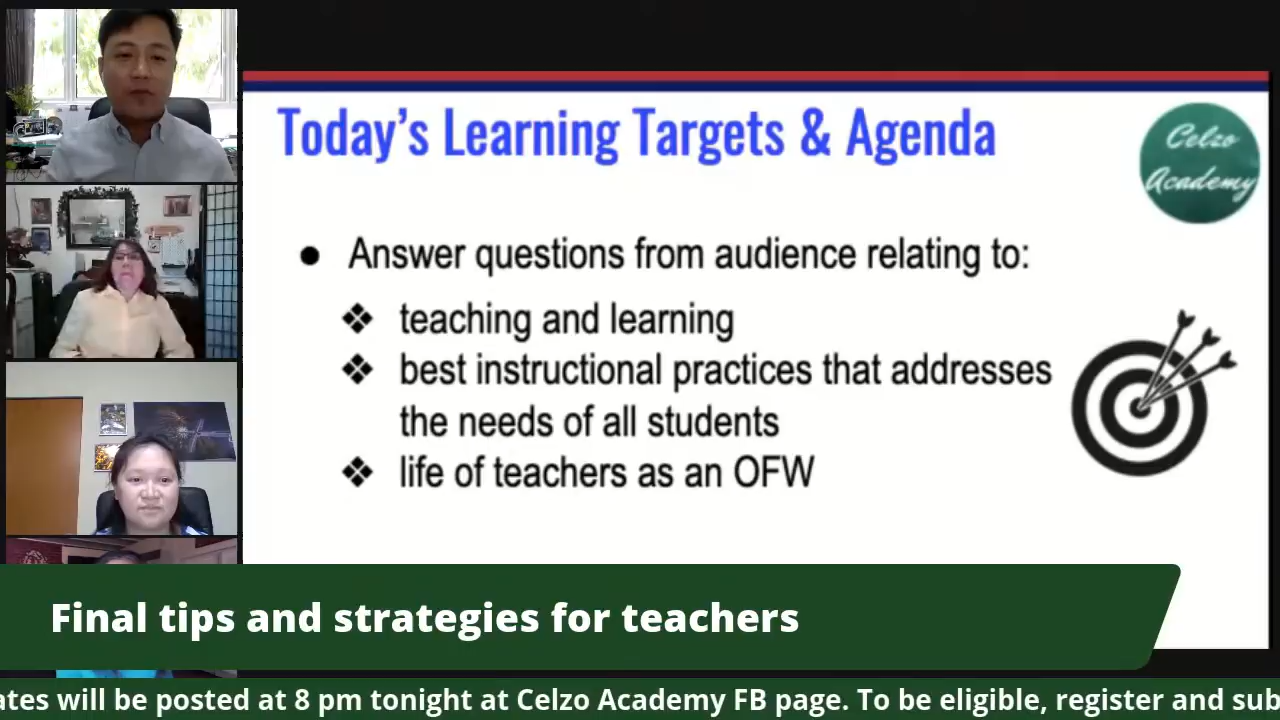 Today's Learning Targets & Agenda
Celzo
Academy
● Answer questions from audience relating to:
❖ teaching and learning
❖ best instructional practices that addresses
the needs of all students
❖ life of teachers as an OFW
Final tips and strategies for teachers
ates will be posted at 8 pm tonight at Celzo Academy FB page. To be eligible, register and sub